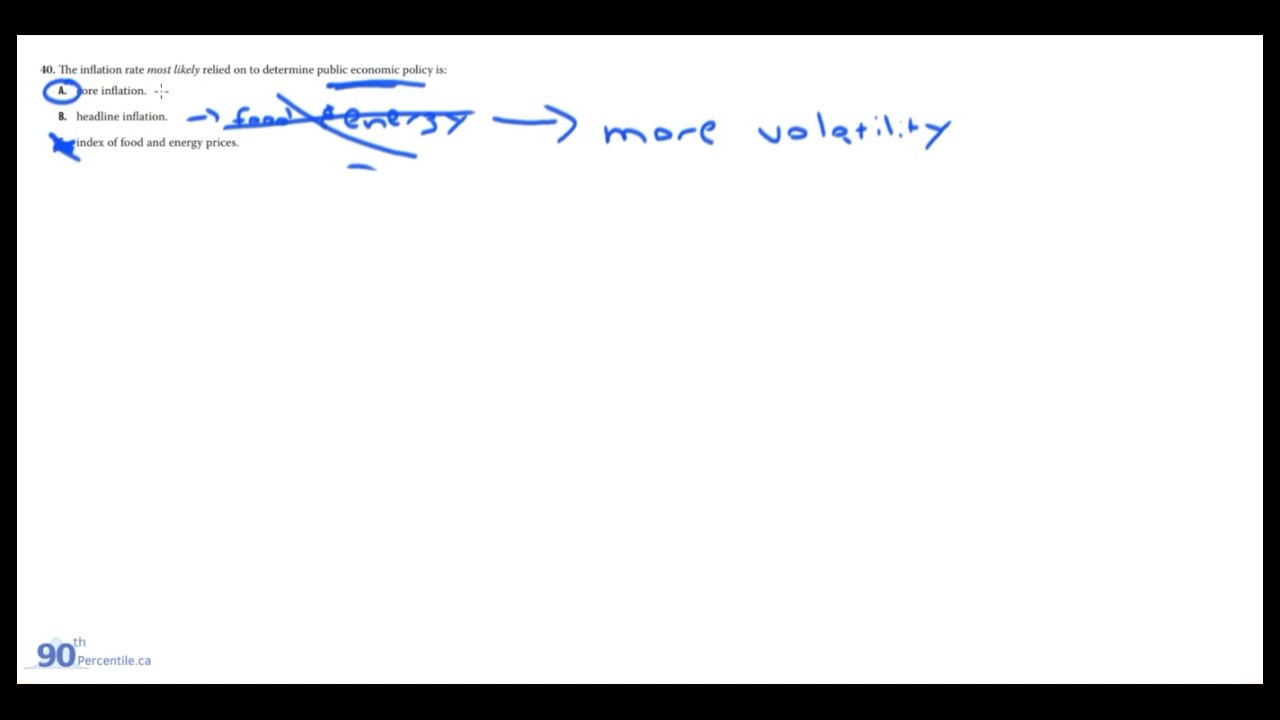 40. The inflation rate most likely relied on to determine public economic policy is:
A. core inflation.
B. headline inflation. → food & energy → more volatility
index of food and energy prices.
90th
Percentile.ca